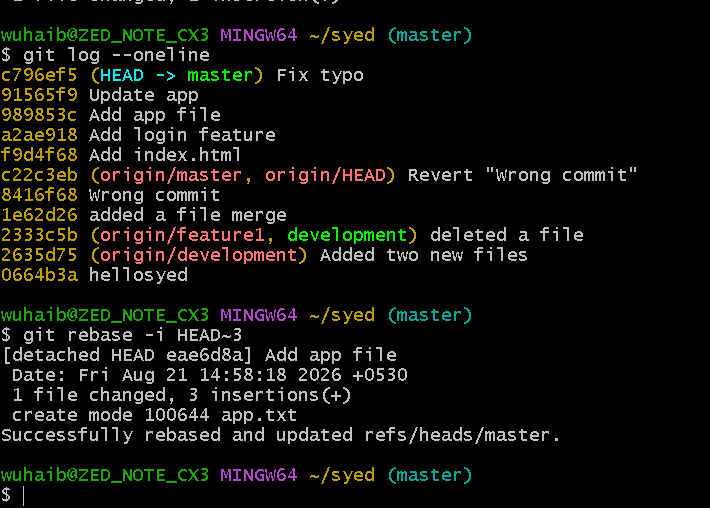 wuhaib@ZED_NOTE_CX3 MINGW64 ~/syed (master)
$ git log --oneline
c796ef5 (HEAD -> master) Fix typo
91565f9 Update app
989853c Add app file
a2ae918 Add login feature
f9d4f68 Add index.html
c22c3eb (origin/master, origin/HEAD) Revert "Wrong commit"
8416f68 Wrong commit
1e62d26 added a file merge
2333c5b (origin/feature1, development) deleted a file
2635d75 (origin/development) Added two new files
0664b3a hellosyed
wuhaib@ZED_NOTE_CX3 MINGW64 ~/syed (master)
$ git rebase -i HEAD~3
[detached HEAD eae6d8a] Add app file
 Date: Fri Aug 21 14:58:18 2026 +0530
 1 file changed, 3 insertions(+)
 create mode 100644 app.txt
Successfully rebased and updated refs/heads/master.
wuhaib@ZED_NOTE_CX3 MINGW64 ~/syed (master)
$